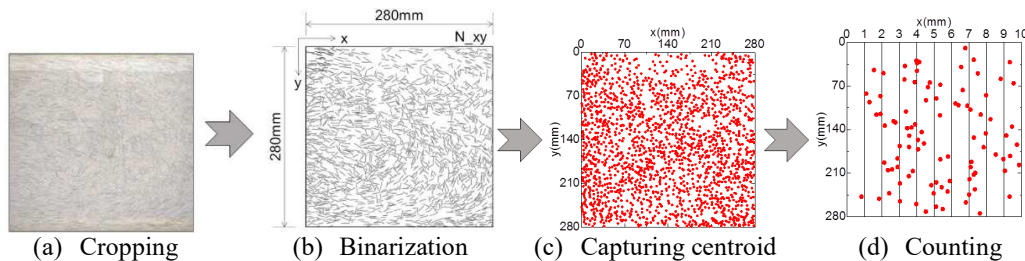 280mm
x
N_xy
y
280mm
x(mm)
0 70 140 210 280
0
70
140
210
280
y(mm)
x(mm)
0 1 2 3 4 5 6 7 8 9 10
0
70
140
210
280
y(mm)
(a) Cropping
(b) Binarization
(c) Capturing centroid
(d) Counting